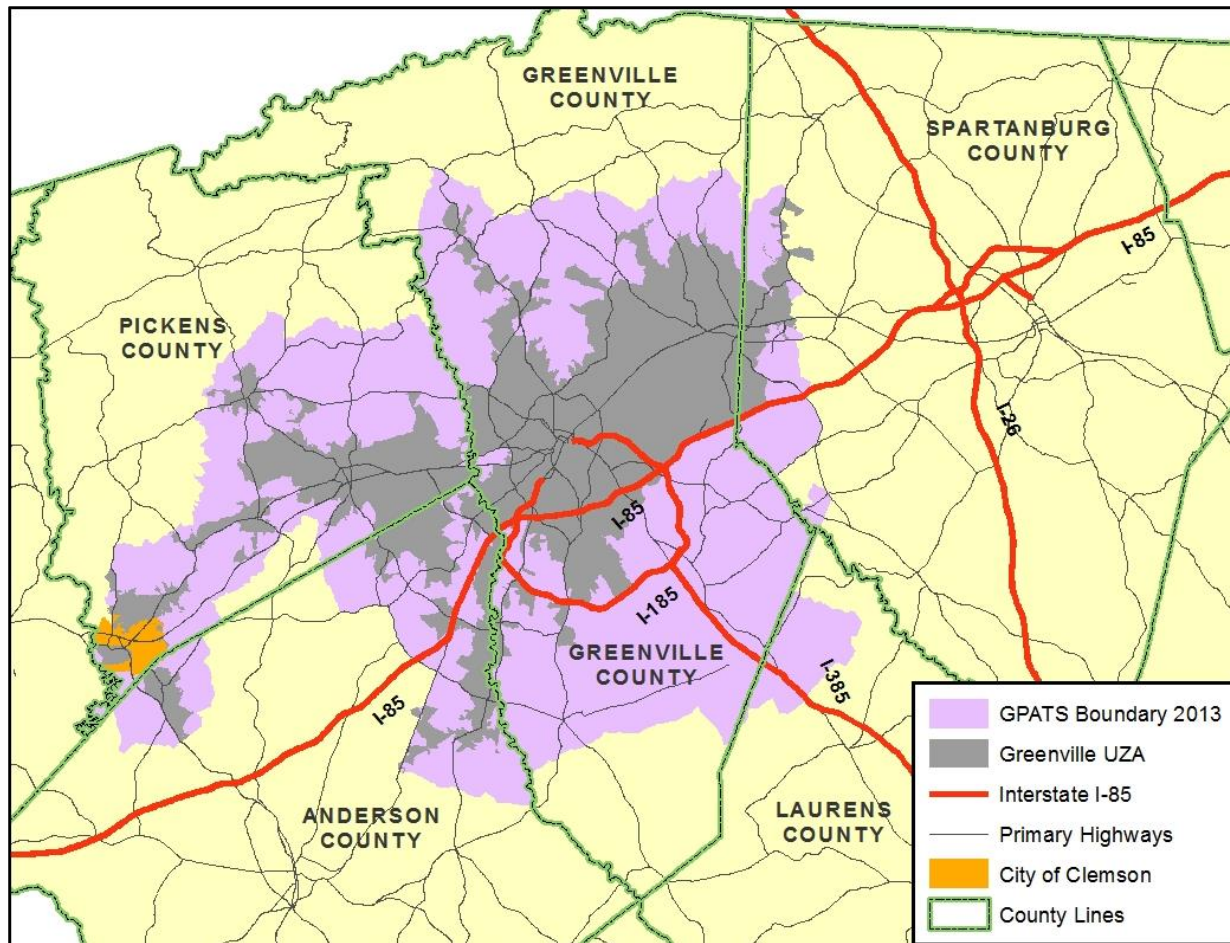 GREENVILLE
COUNTY
SPARTANBURG
COUNTY
I-85
PICKENS
COUNTY
I-26
I-85
I-185
GREENVILLE
COUNTY
I-385
I-85
ANDERSON
COUNTY
LAURENS
COUNTY
GPATS Boundary 2013
Greenville UZA
Interstate I-85
Primary Highways
City of Clemson
County Lines